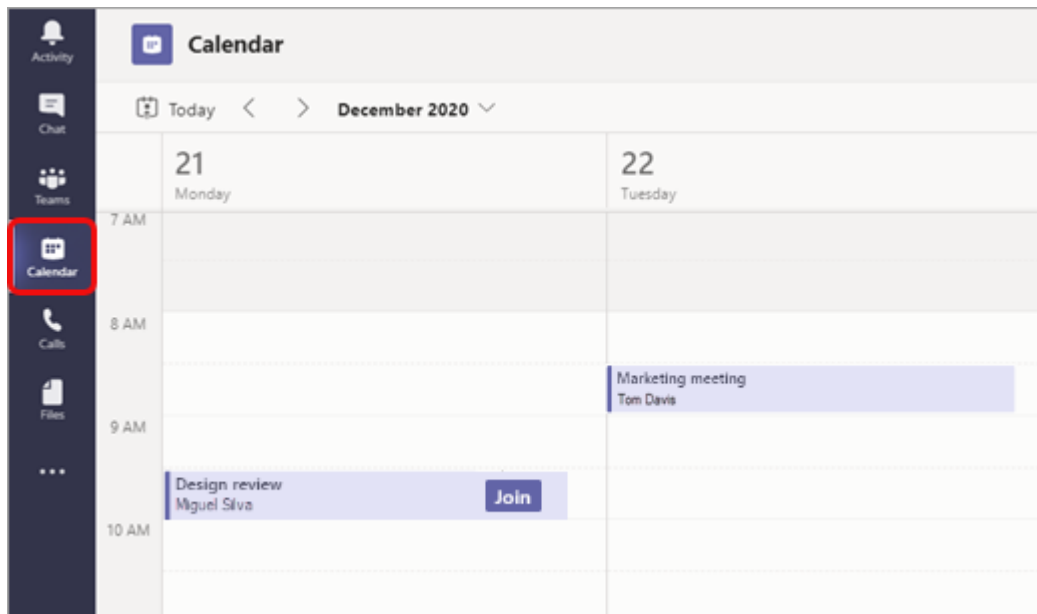 Activity
Chat
Teams
Calendar
Calls
Files
Calendar
Today
December 2020
21
Monday
22
Tuesday
7 AM
8 AM
Marketing meeting
Tom Davis
9 AM
Design review
Miguel Silva
Join
10 AM